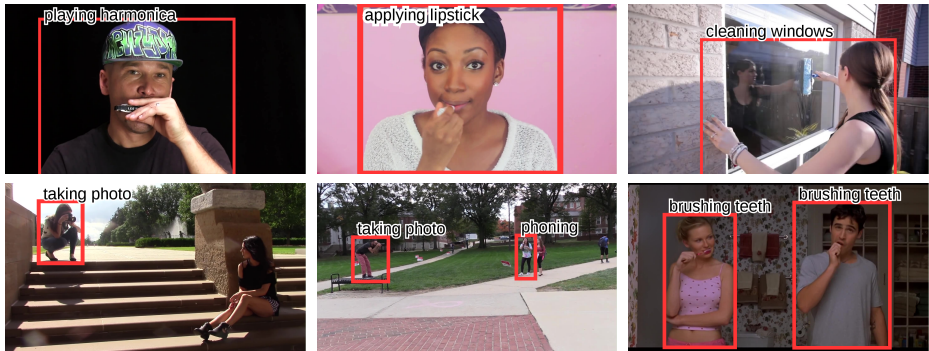 playing harmonica
applying lipstick
cleaning windows
taking photo
taking photo
phoning
brushing teeth
brushing teeth